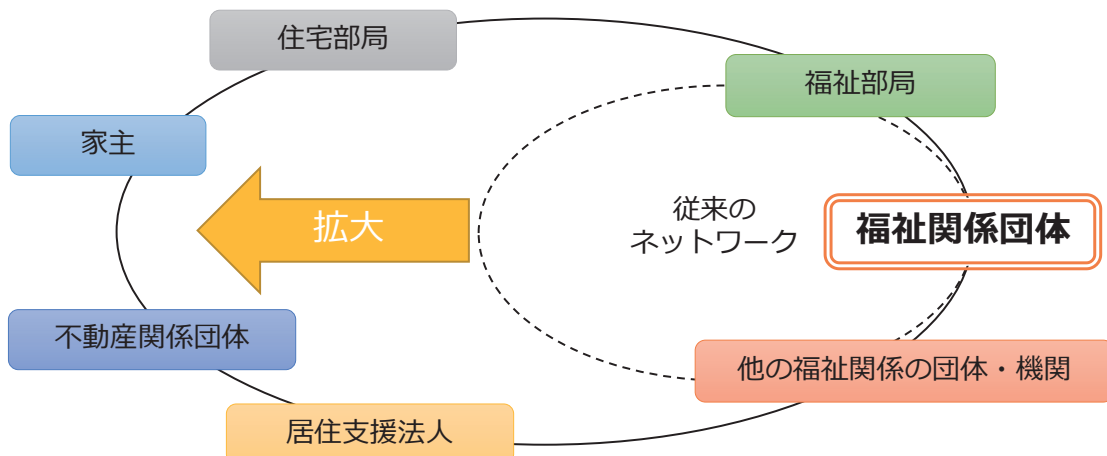 住宅部局
福祉部局
家主
拡大
従来の
ネットワーク
福祉関係団体
不動産関係団体
他の福祉関係の団体・機関
居住支援法人